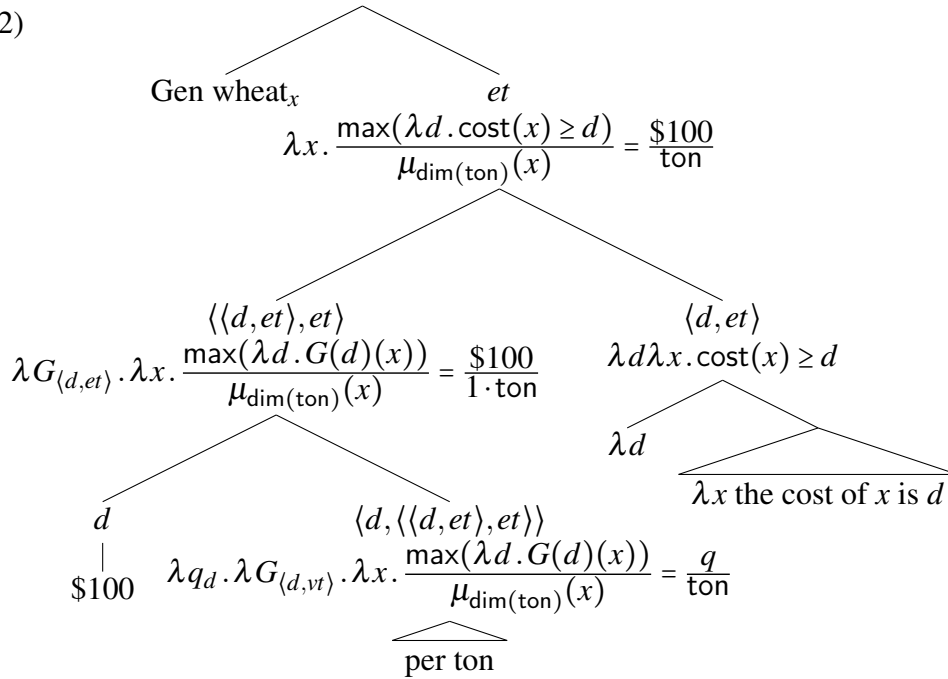 2)
Gen wheatₓ
et
λx. max(λd.cost(x) ≥ d) / μ_dim(ton)(x) = $100 / ton
⟨⟨d,et⟩,et⟩
λG_⟨d,et⟩.λx. max(λd.G(d)(x)) / μ_dim(ton)(x) = $100 / 1·ton
⟨d,et⟩
λdλx.cost(x) ≥ d
λd
λx the cost of x is d
d
$100
⟨d,⟨⟨d,et⟩,et⟩⟩
λq_d.λG_⟨d,vt⟩.λx. max(λd.G(d)(x)) / μ_dim(ton)(x) = q / ton
per ton